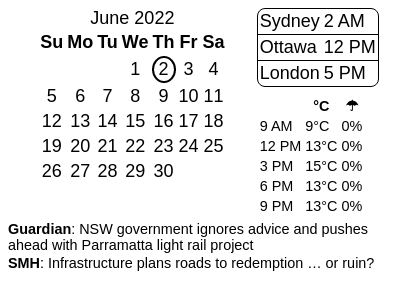 June 2022
Su Mo Tu We Th Fr Sa
1 2 3 4
5 6 7 8 9 10 11
12 13 14 15 16 17 18
19 20 21 22 23 24 25
26 27 28 29 30
Sydney 2 AM
Ottawa 12 PM
London 5 PM
°C ☂
9 AM 9°C 0%
12 PM 13°C 0%
3 PM 15°C 0%
6 PM 13°C 0%
9 PM 13°C 0%
Guardian: NSW government ignores advice and pushes
ahead with Parramatta light rail project
SMH: Infrastructure plans roads to redemption … or ruin?